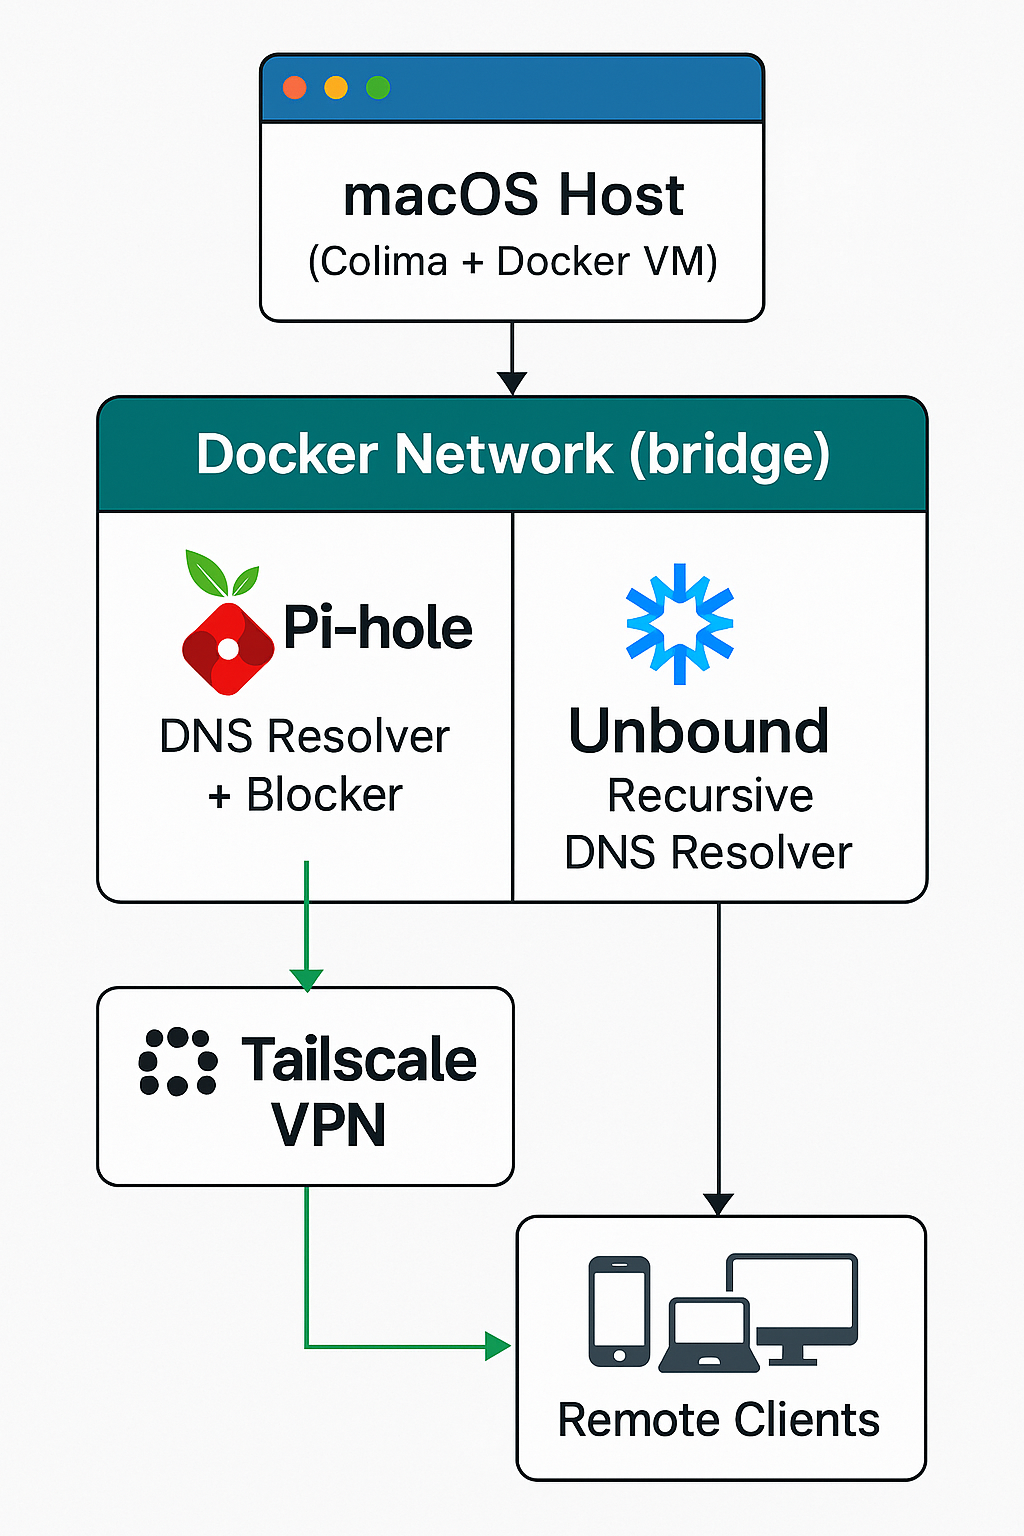 macOS Host
(Colima + Docker VM)
Docker Network (bridge)
Pi-hole
DNS Resolver
+ Blocker
Unbound
Recursive
DNS Resolver
Tailscale
VPN
Remote Clients